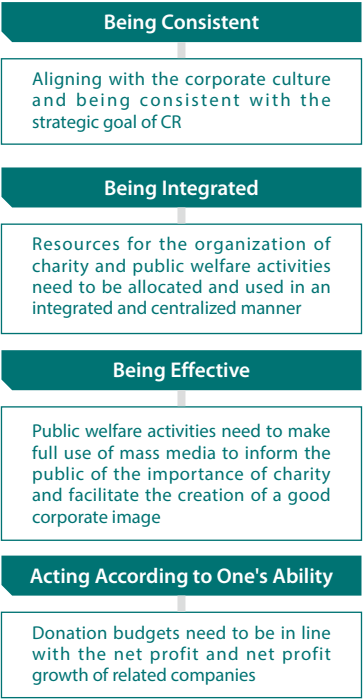 Being Consistent
Aligning with the corporate culture
and being consistent with the
strategic goal of CR
Being Integrated
Resources for the organization of
charity and public welfare activities
need to be allocated and used in an
integrated and centralized manner
Being Effective
Public welfare activities need to make
full use of mass media to inform the
public of the importance of charity
and facilitate the creation of a good
corporate image
Acting According to One's Ability
Donation budgets need to be in line
with the net profit and net profit
growth of related companies